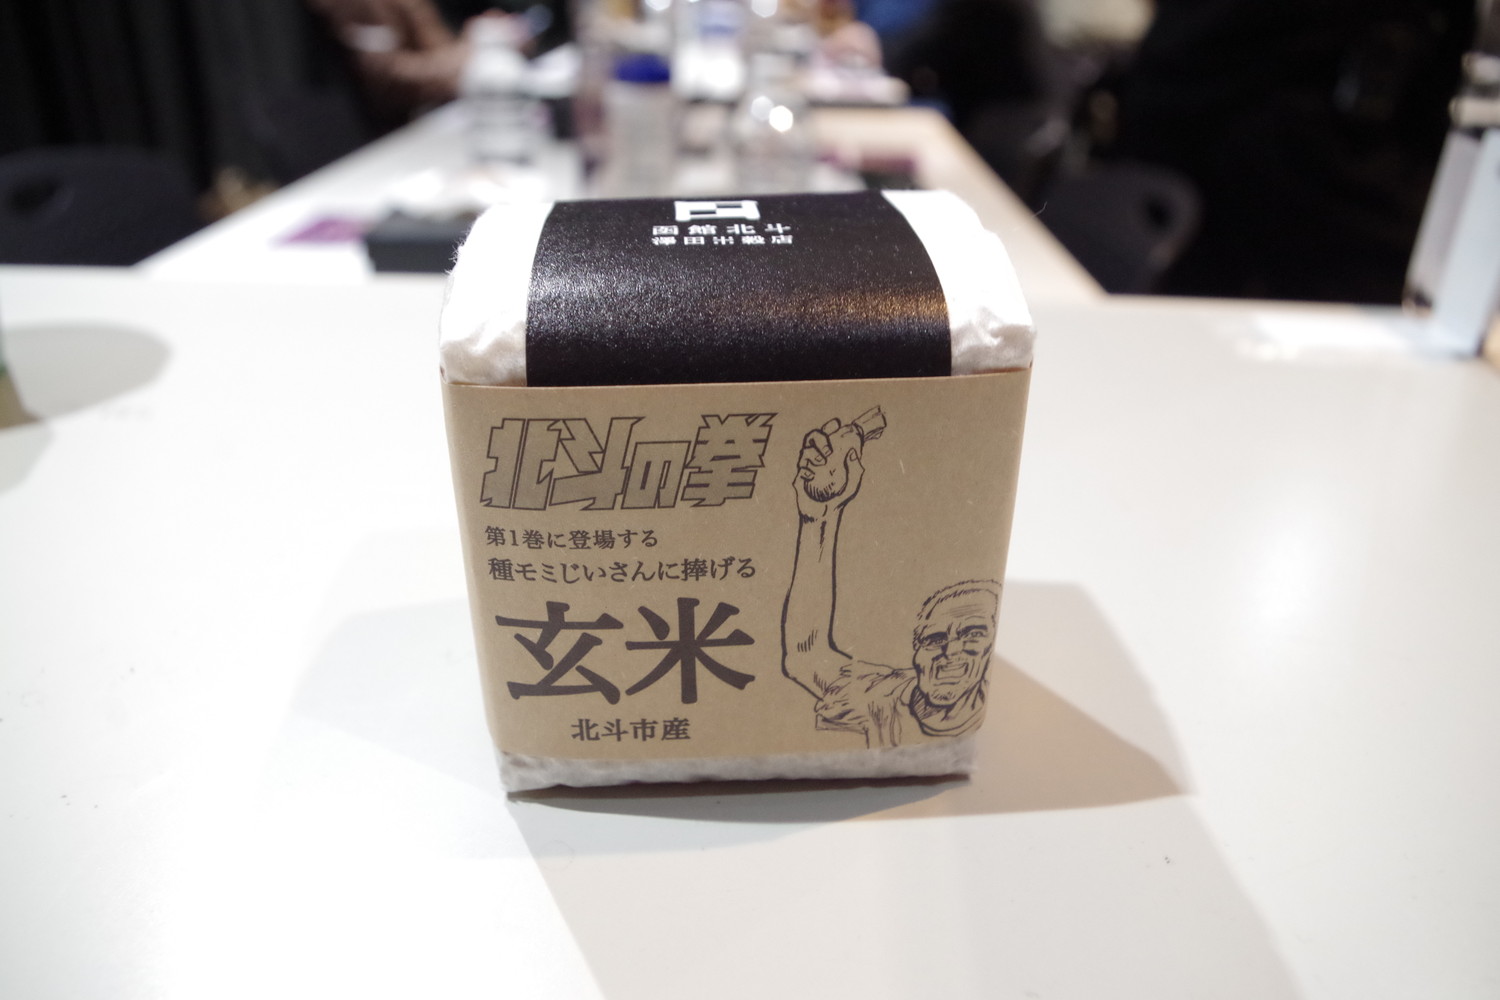 函館北斗
澤田米穀店
北斗の拳
第1巻に登場する
種モミじいさんに捧げる
玄米
北斗市産